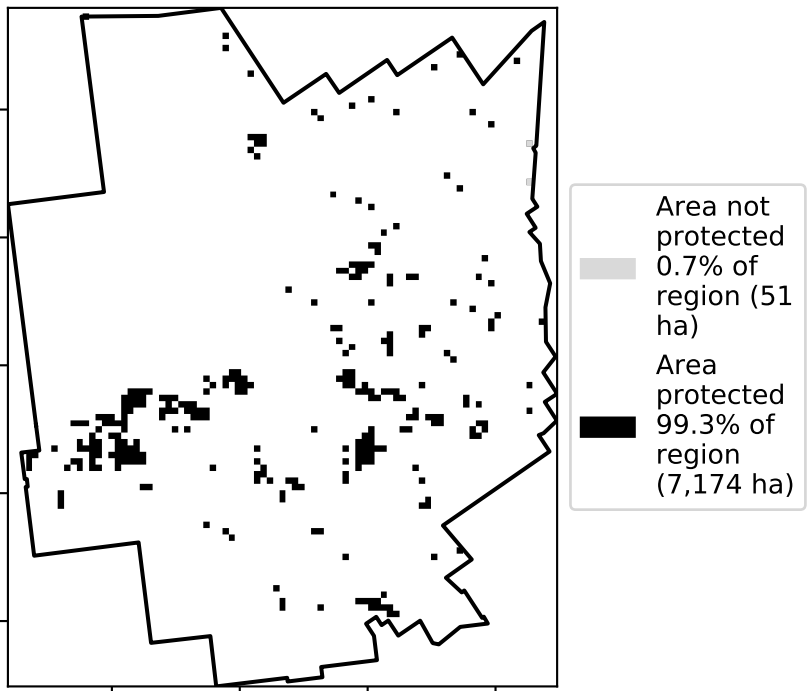 Area not
protected
0.7% of
region (51
ha)
Area
protected
99.3% of
region
(7,174 ha)